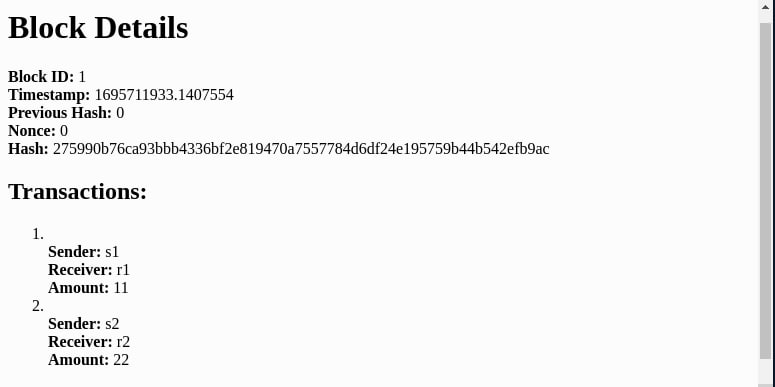 Block Details
Block ID: 1
Timestamp: 1695711933.1407554
Previous Hash: 0
Nonce: 0
Hash: 275990b76ca93bbb4336bf2e819470a7557784d6df24e195759b44b542efb9ac
Transactions:
1.
Sender: s1
Receiver: r1
Amount: 11
2.
Sender: s2
Receiver: r2
Amount: 22